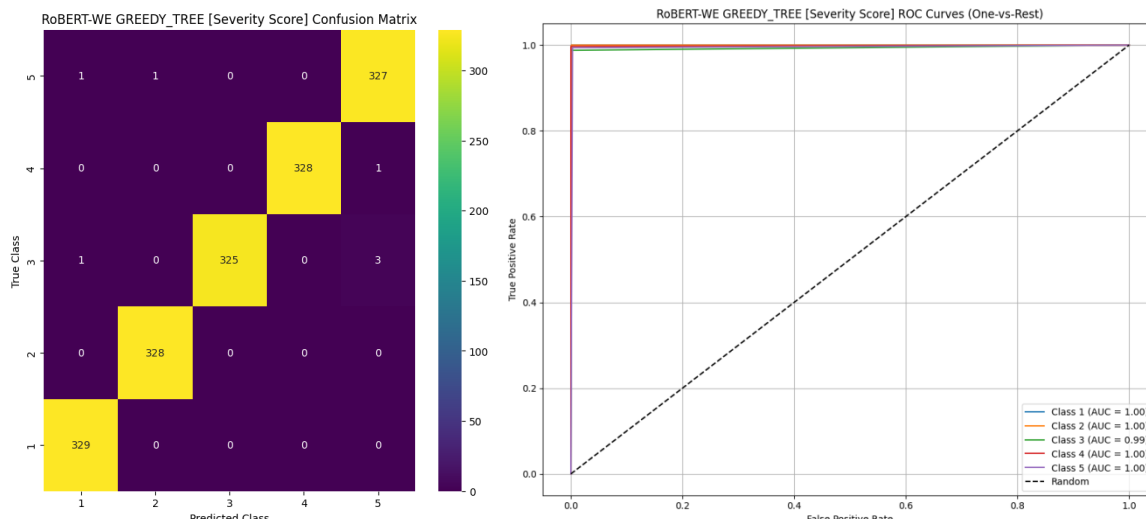 RoBERT-WE GREEDY_TREE [Severity Score] Confusion Matrix
True Class
5
4
3
2
1
1 1 0 0 327
0 0 0 328 1
1 0 325 0 3
0 328 0 0 0
329 0 0 0 0
1 2 3 4 5
Predicted Class
300
250
200
150
100
50
0
RoBERT-WE GREEDY_TREE [Severity Score] ROC Curves (One-vs-Rest)
True Positive Rate
1.0
0.8
0.6
0.4
0.2
0.0
Class 1 (AUC = 1.00
Class 2 (AUC = 1.00
Class 3 (AUC = 0.99
Class 4 (AUC = 1.00
Class 5 (AUC = 1.00
Random
0.0 0.2 0.4 0.6 0.8 1.0
False Positive Rate